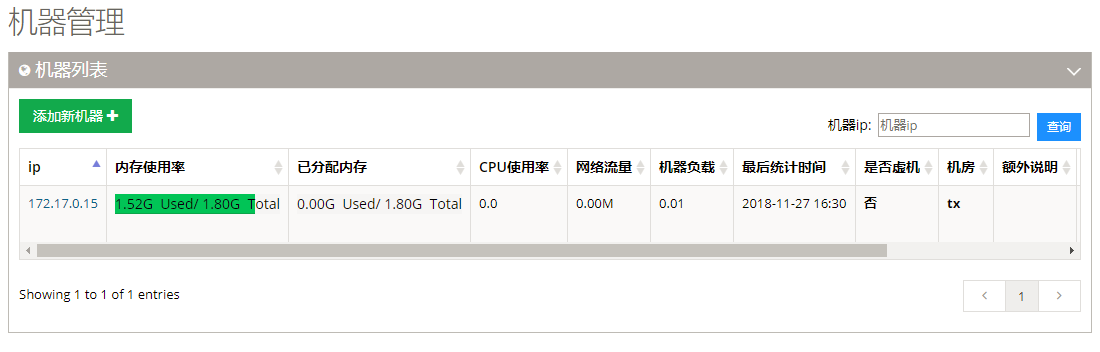 机器管理
机器列表
添加新机器
机器ip: 机器ip 查询
ip 内存使用率 已分配内存 CPU使用率 网络流量 机器负载 最后统计时间 是否虚机 机房 额外说明
172.17.0.15 1.52G Used/ 1.80G Total 0.00G Used/ 1.80G Total 0.0 0.00M 0.01 2018-11-27 16:30 否 tx
Showing 1 to 1 of 1 entries
1